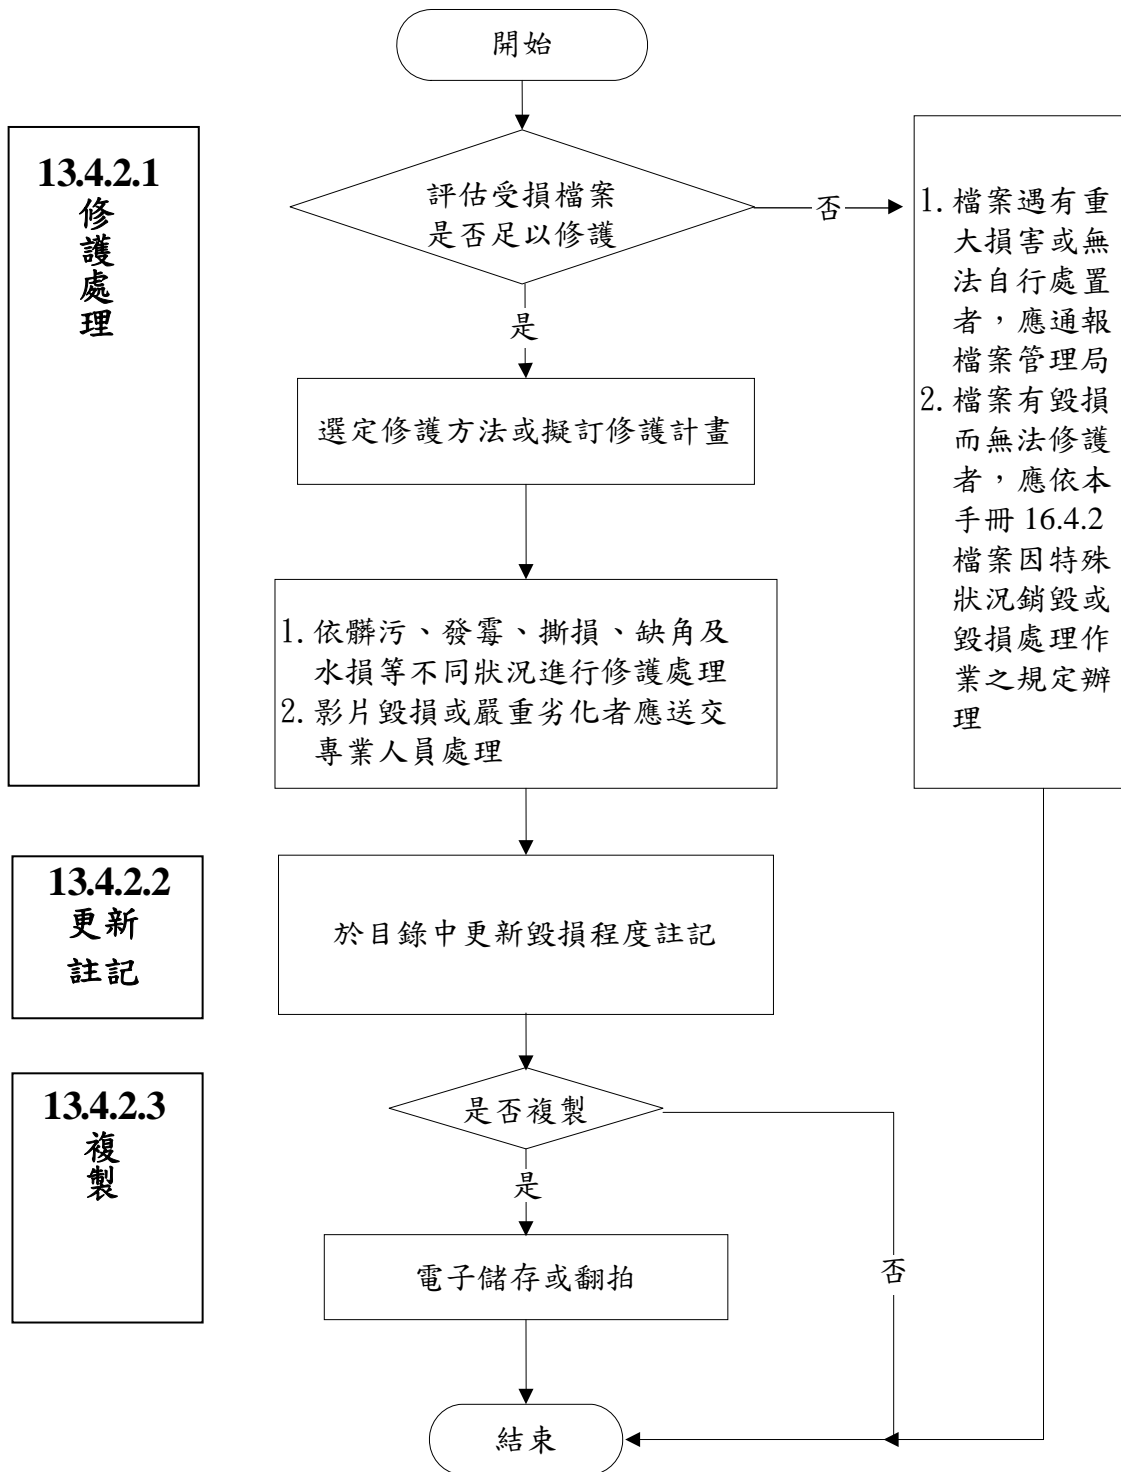 開始
13.4.2.1
修
護
處
理
評估受損檔案
是否足以修護
否
是
1. 檔案遇有重
大損害或無
法自行處置
者，應通報
檔案管理局
2. 檔案有毀損
而無法修護
者，應依本
手冊 16.4.2
檔案因特殊
狀況銷毀或
毀損處理作
業之規定辦
理
選定修護方法或擬訂修護計畫
1. 依髒污、發霉、撕損、缺角及
水損等不同狀況進行修護處理
2. 影片毀損或嚴重劣化者應送交
專業人員處理
13.4.2.2
更新
註記
於目錄中更新毀損程度註記
13.4.2.3
複
製
是否複製
是
否
電子儲存或翻拍
結束